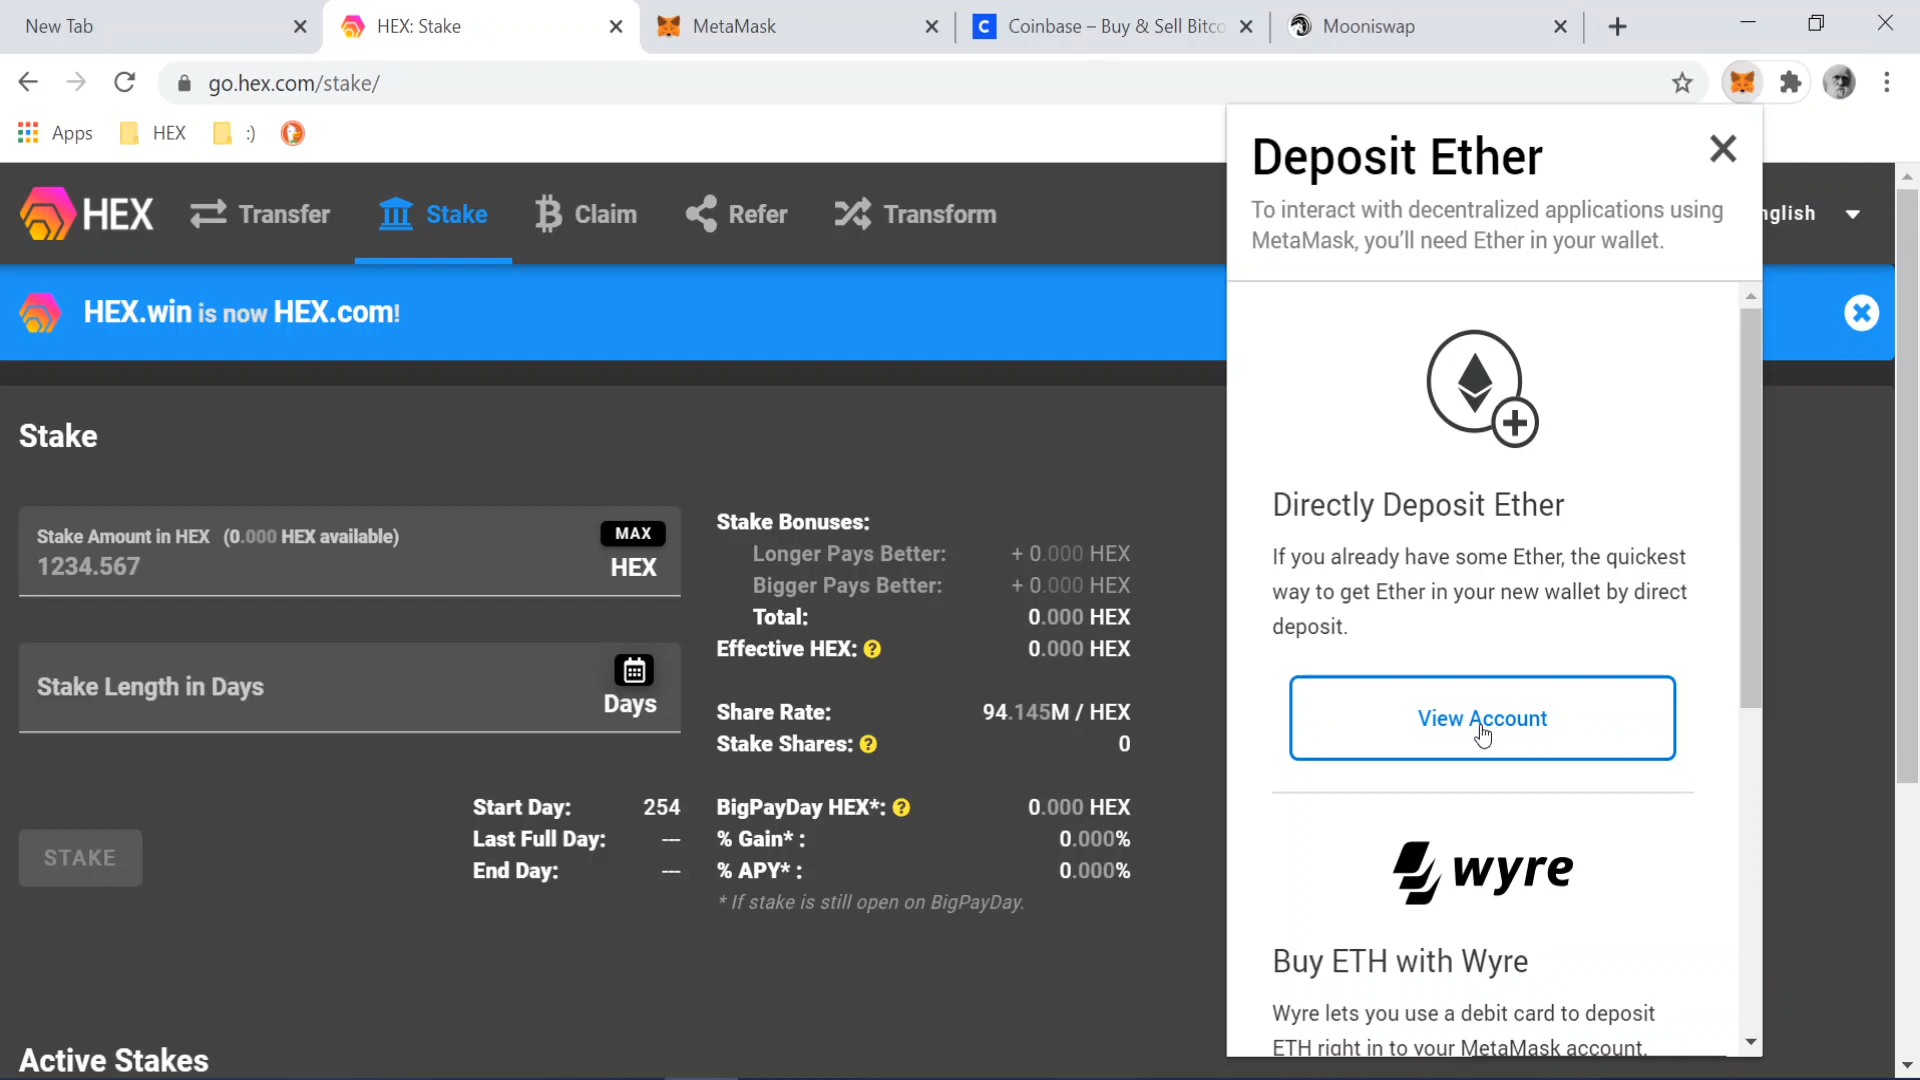 New Tab
HEX: Stake
MetaMask
Coinbase – Buy & Sell Bitco
Mooniswap
go.hex.com/stake/
Apps
HEX
:)
HEX
Transfer
Stake
Claim
Refer
Transform
nglish
HEX.win is now HEX.com!
Stake
Stake Amount in HEX (0.000 HEX available)
MAX
1234.567
HEX
Stake Length in Days
Days
STAKE
Start Day: 254
Last Full Day: ---
End Day: ---
Stake Bonuses:
Longer Pays Better: + 0.000 HEX
Bigger Pays Better: + 0.000 HEX
Total: 0.000 HEX
Effective HEX: ? 0.000 HEX
Share Rate: 94.145M / HEX
Stake Shares: ? 0
BigPayDay HEX*: ? 0.000 HEX
% Gain* : 0.000%
% APY* : 0.000%
* If stake is still open on BigPayDay.
Active Stakes
Deposit Ether
To interact with decentralized applications using
MetaMask, you’ll need Ether in your wallet.
Directly Deposit Ether
If you already have some Ether, the quickest
way to get Ether in your new wallet by direct
deposit.
View Account
wyre
Buy ETH with Wyre
Wyre lets you use a debit card to deposit
ETH right in to your MetaMask account.